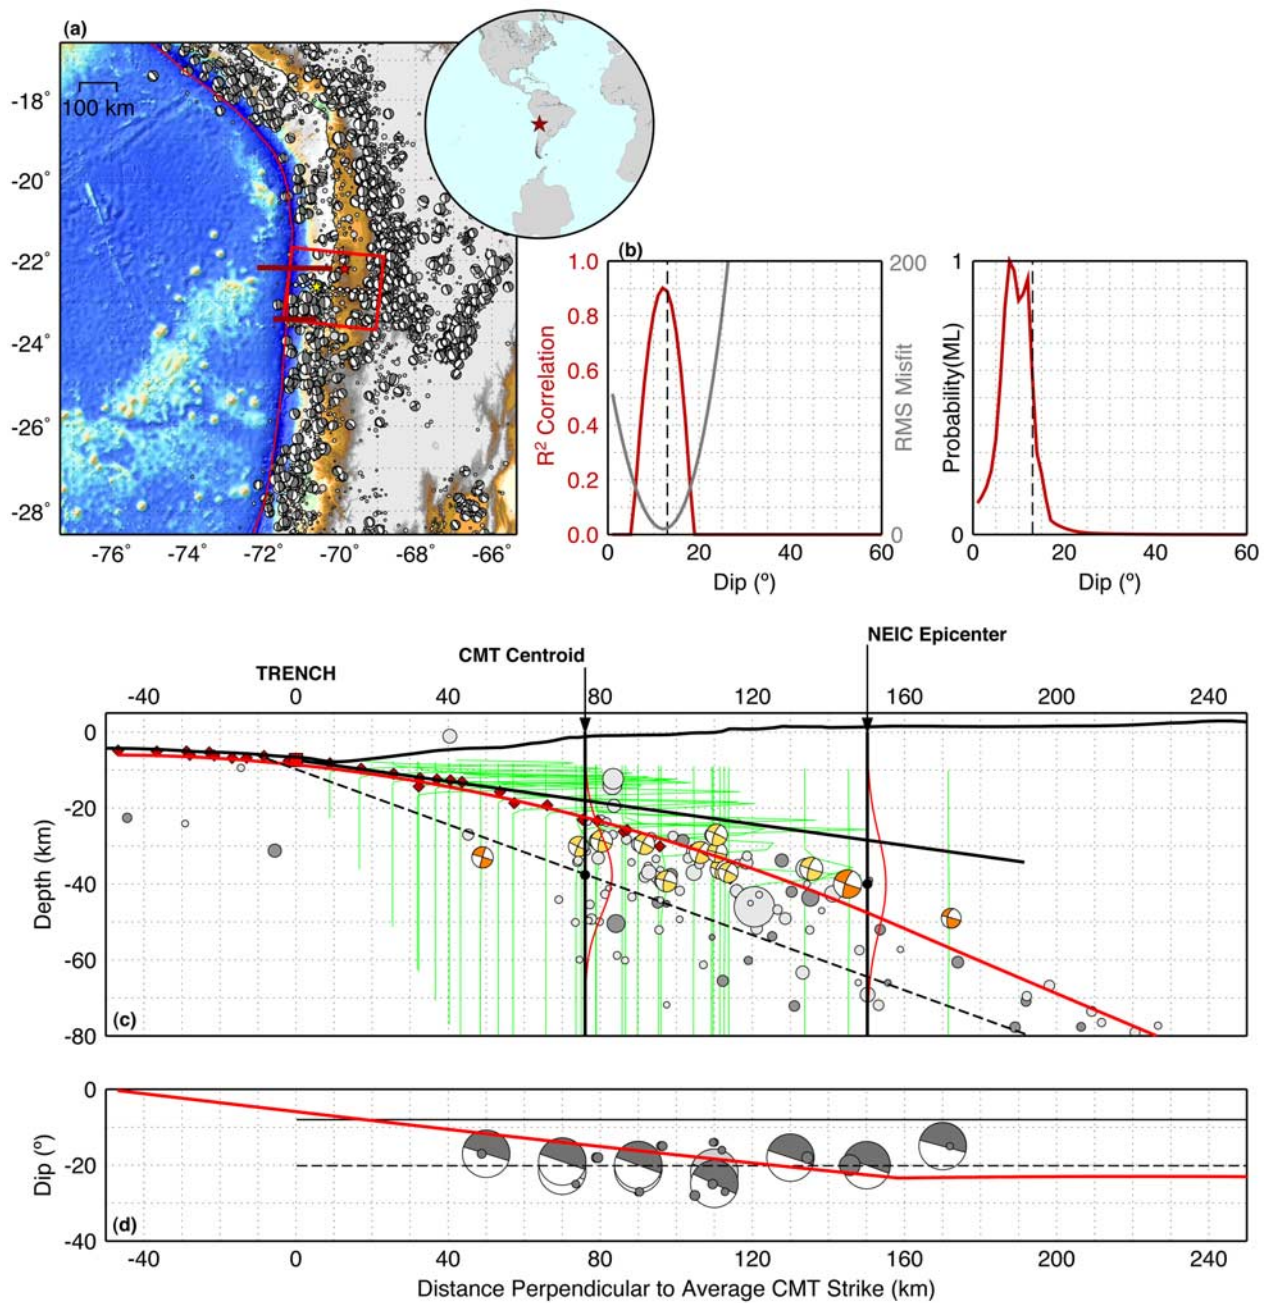 (a)
100 km
-18°
-20°
-22°
-24°
-26°
-28°
-76° -74° -72° -70° -68° -66°
(b)
1.0 0.8 0.6 0.4 0.2 0.0
R² Correlation
200
0
RMS Misfit
0 20 40 60
Dip (º)
1
0
Probability(ML)
0 20 40 60
Dip (º)
NEIC Epicenter
CMT Centroid
TRENCH
-40 0 40 80 120 160 200 240
0
-20
-40
-60
-80
Depth (km)
(c)
0
-20
-40
Dip (º)
(d)
-40 0 40 80 120 160 200 240
Distance Perpendicular to Average CMT Strike (km)